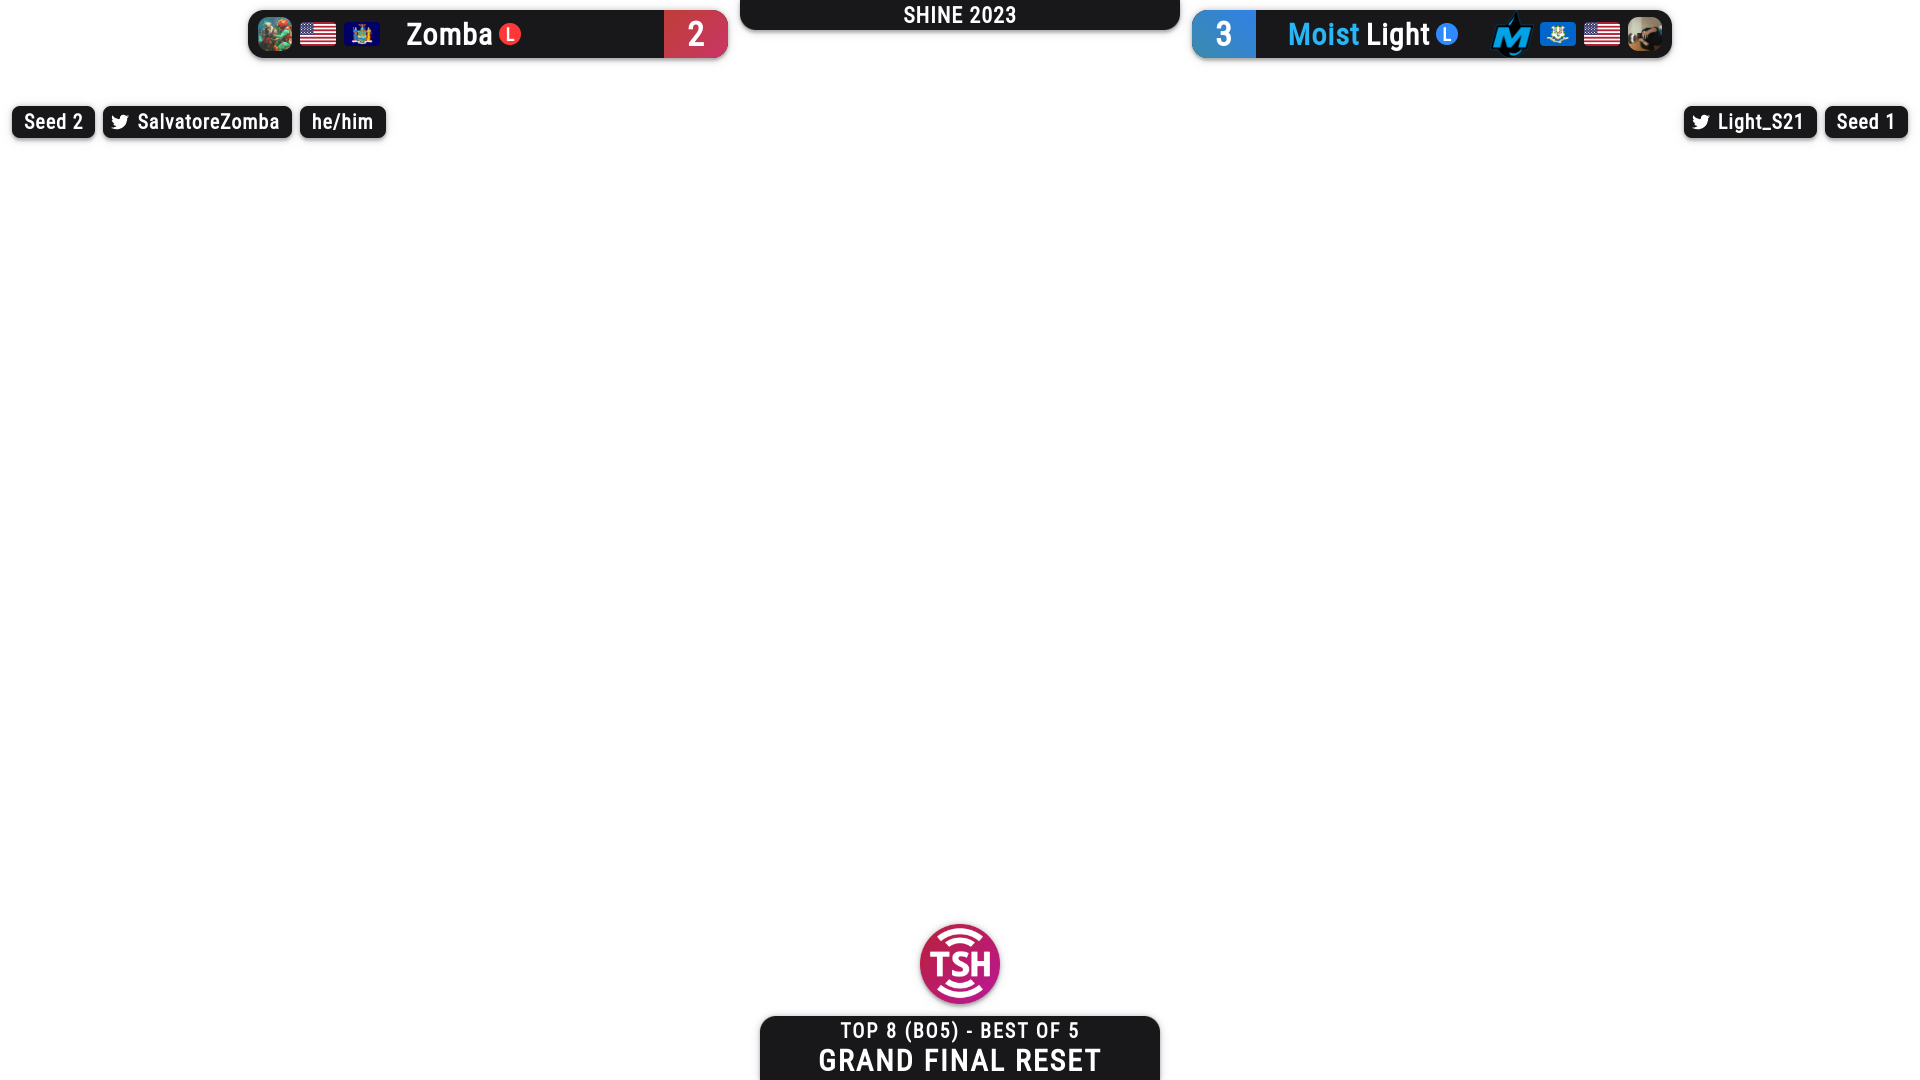 Zomba L 2
SHINE 2023
3 Moist Light L
Seed 2 SalvatoreZomba he/him
Light_S21 Seed 1
TSH
TOP 8 (BO5) - BEST OF 5
GRAND FINAL RESET